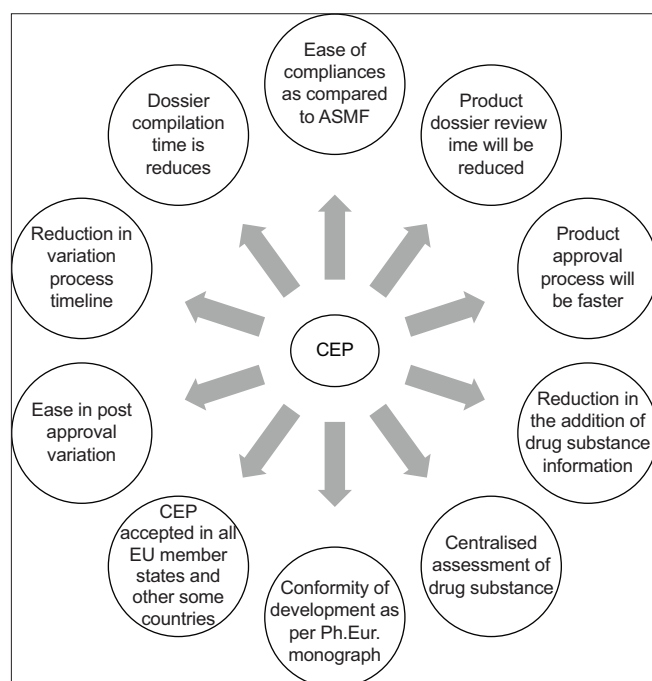 Ease of
compliances
as compared
to ASMF
Product
dossier review
ime will be
reduced
Product
approval
process will
be faster
Reduction in
the addition of
drug substance
information
Centralised
assessment of
drug substance
Conformity of
development as
per Ph.Eur.
monograph
CEP
accepted in all
EU member
states and
other some
countries
Ease in post
approval
variation
Reduction in
variation
process
timeline
Dossier
compilation
time is
reduces
CEP